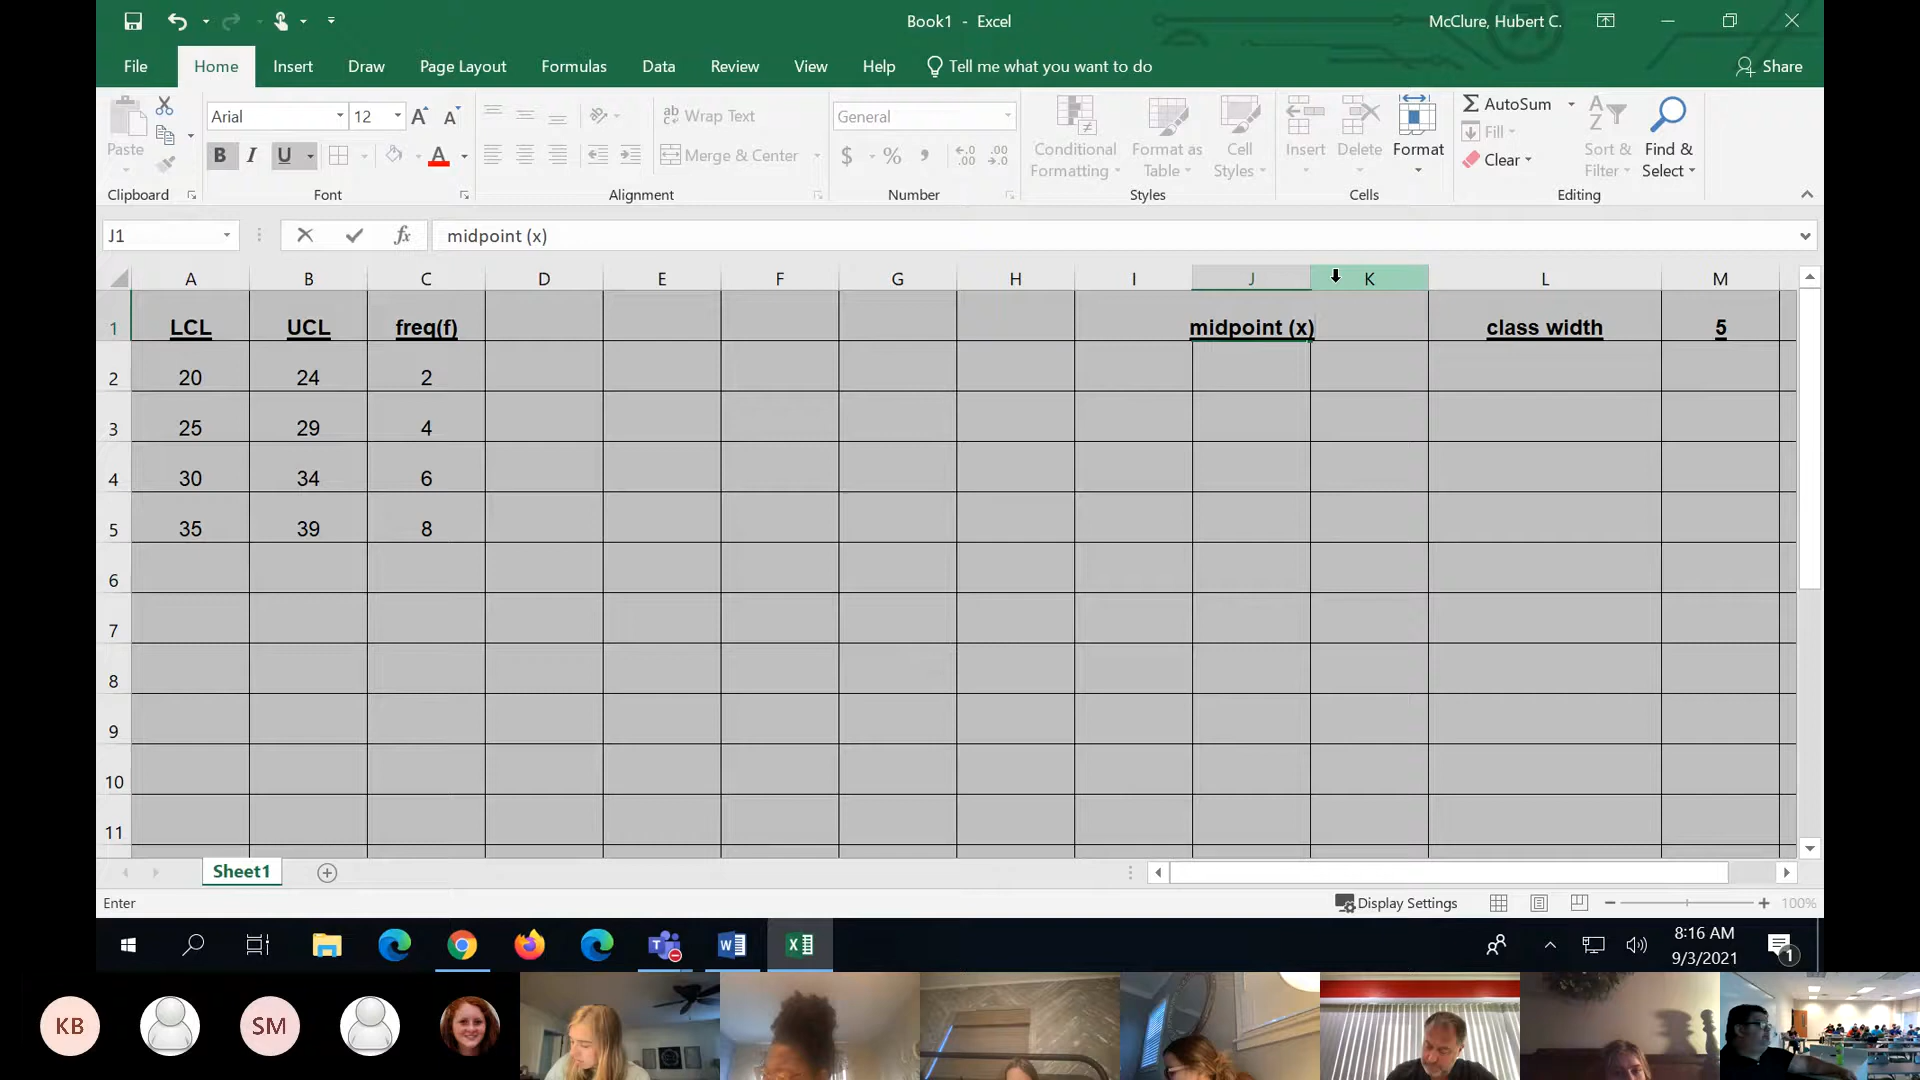 Book1 - Excel
McClure, Hubert C.
File Home Insert Draw Page Layout Formulas Data Review View Help Tell me what you want to do Share
Arial 12 Wrap Text General AutoSum
Paste B I U A Merge & Center $ % , Conditional Formatting Format as Table Cell Styles Insert Delete Format Fill Clear Sort & Filter Find & Select
Clipboard Font Alignment Number Styles Cells Editing
J1 fx midpoint (x)
A B C D E F G H I J K L M
1 LCL UCL freq(f) midpoint (x) class width 5
2 20 24 2
3 25 29 4
4 30 34 6
5 35 39 8
6
7
8
9
10
11
Sheet1
Enter Display Settings 100%
8:16 AM
9/3/2021
1
KB SM